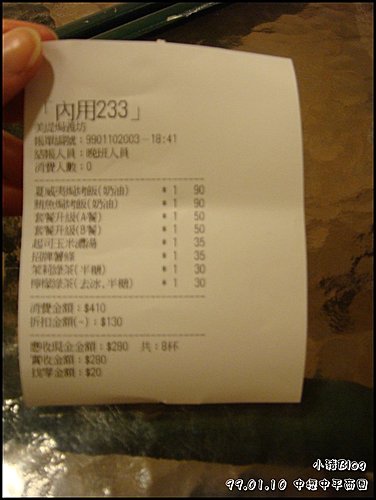 「內用233」
美堤焗義坊
帳單編號：9901102003-18:41
結帳人員：晚班人員
消費人數：0
夏威夷焗烤飯(奶油) * 1 90
鮪魚焗烤飯(奶油) * 1 90
套餐升級(A餐) * 1 50
套餐升級(B餐) * 1 50
起司玉米濃湯 * 1 35
招牌薯條 * 1 35
茉莉綠茶(半糖) * 1 30
檸檬綠茶(去冰.半糖) * 1 30
消費金額：$410
折扣金額(-)：$130
應收現金金額：$280 共：8杯
實收金額：$280
找零金額：$20
小豬Blog
99.01.10 中壢中平商圈